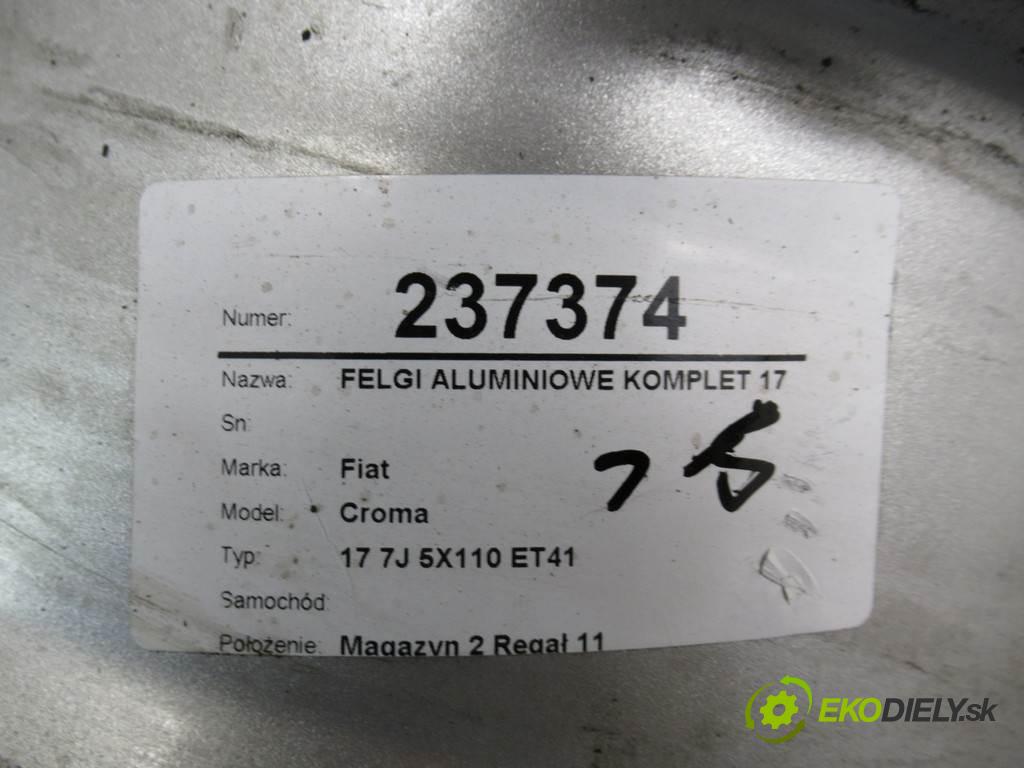 Numer: 237374
Nazwa: FELGI ALUMINIOWE KOMPLET 17
Sn:
Marka: Fiat
Model: Croma
Typ: 17 7J 5X110 ET41
Samochód:
Położenie: Magazyn 2 Regał 11
EKODIELY.sk